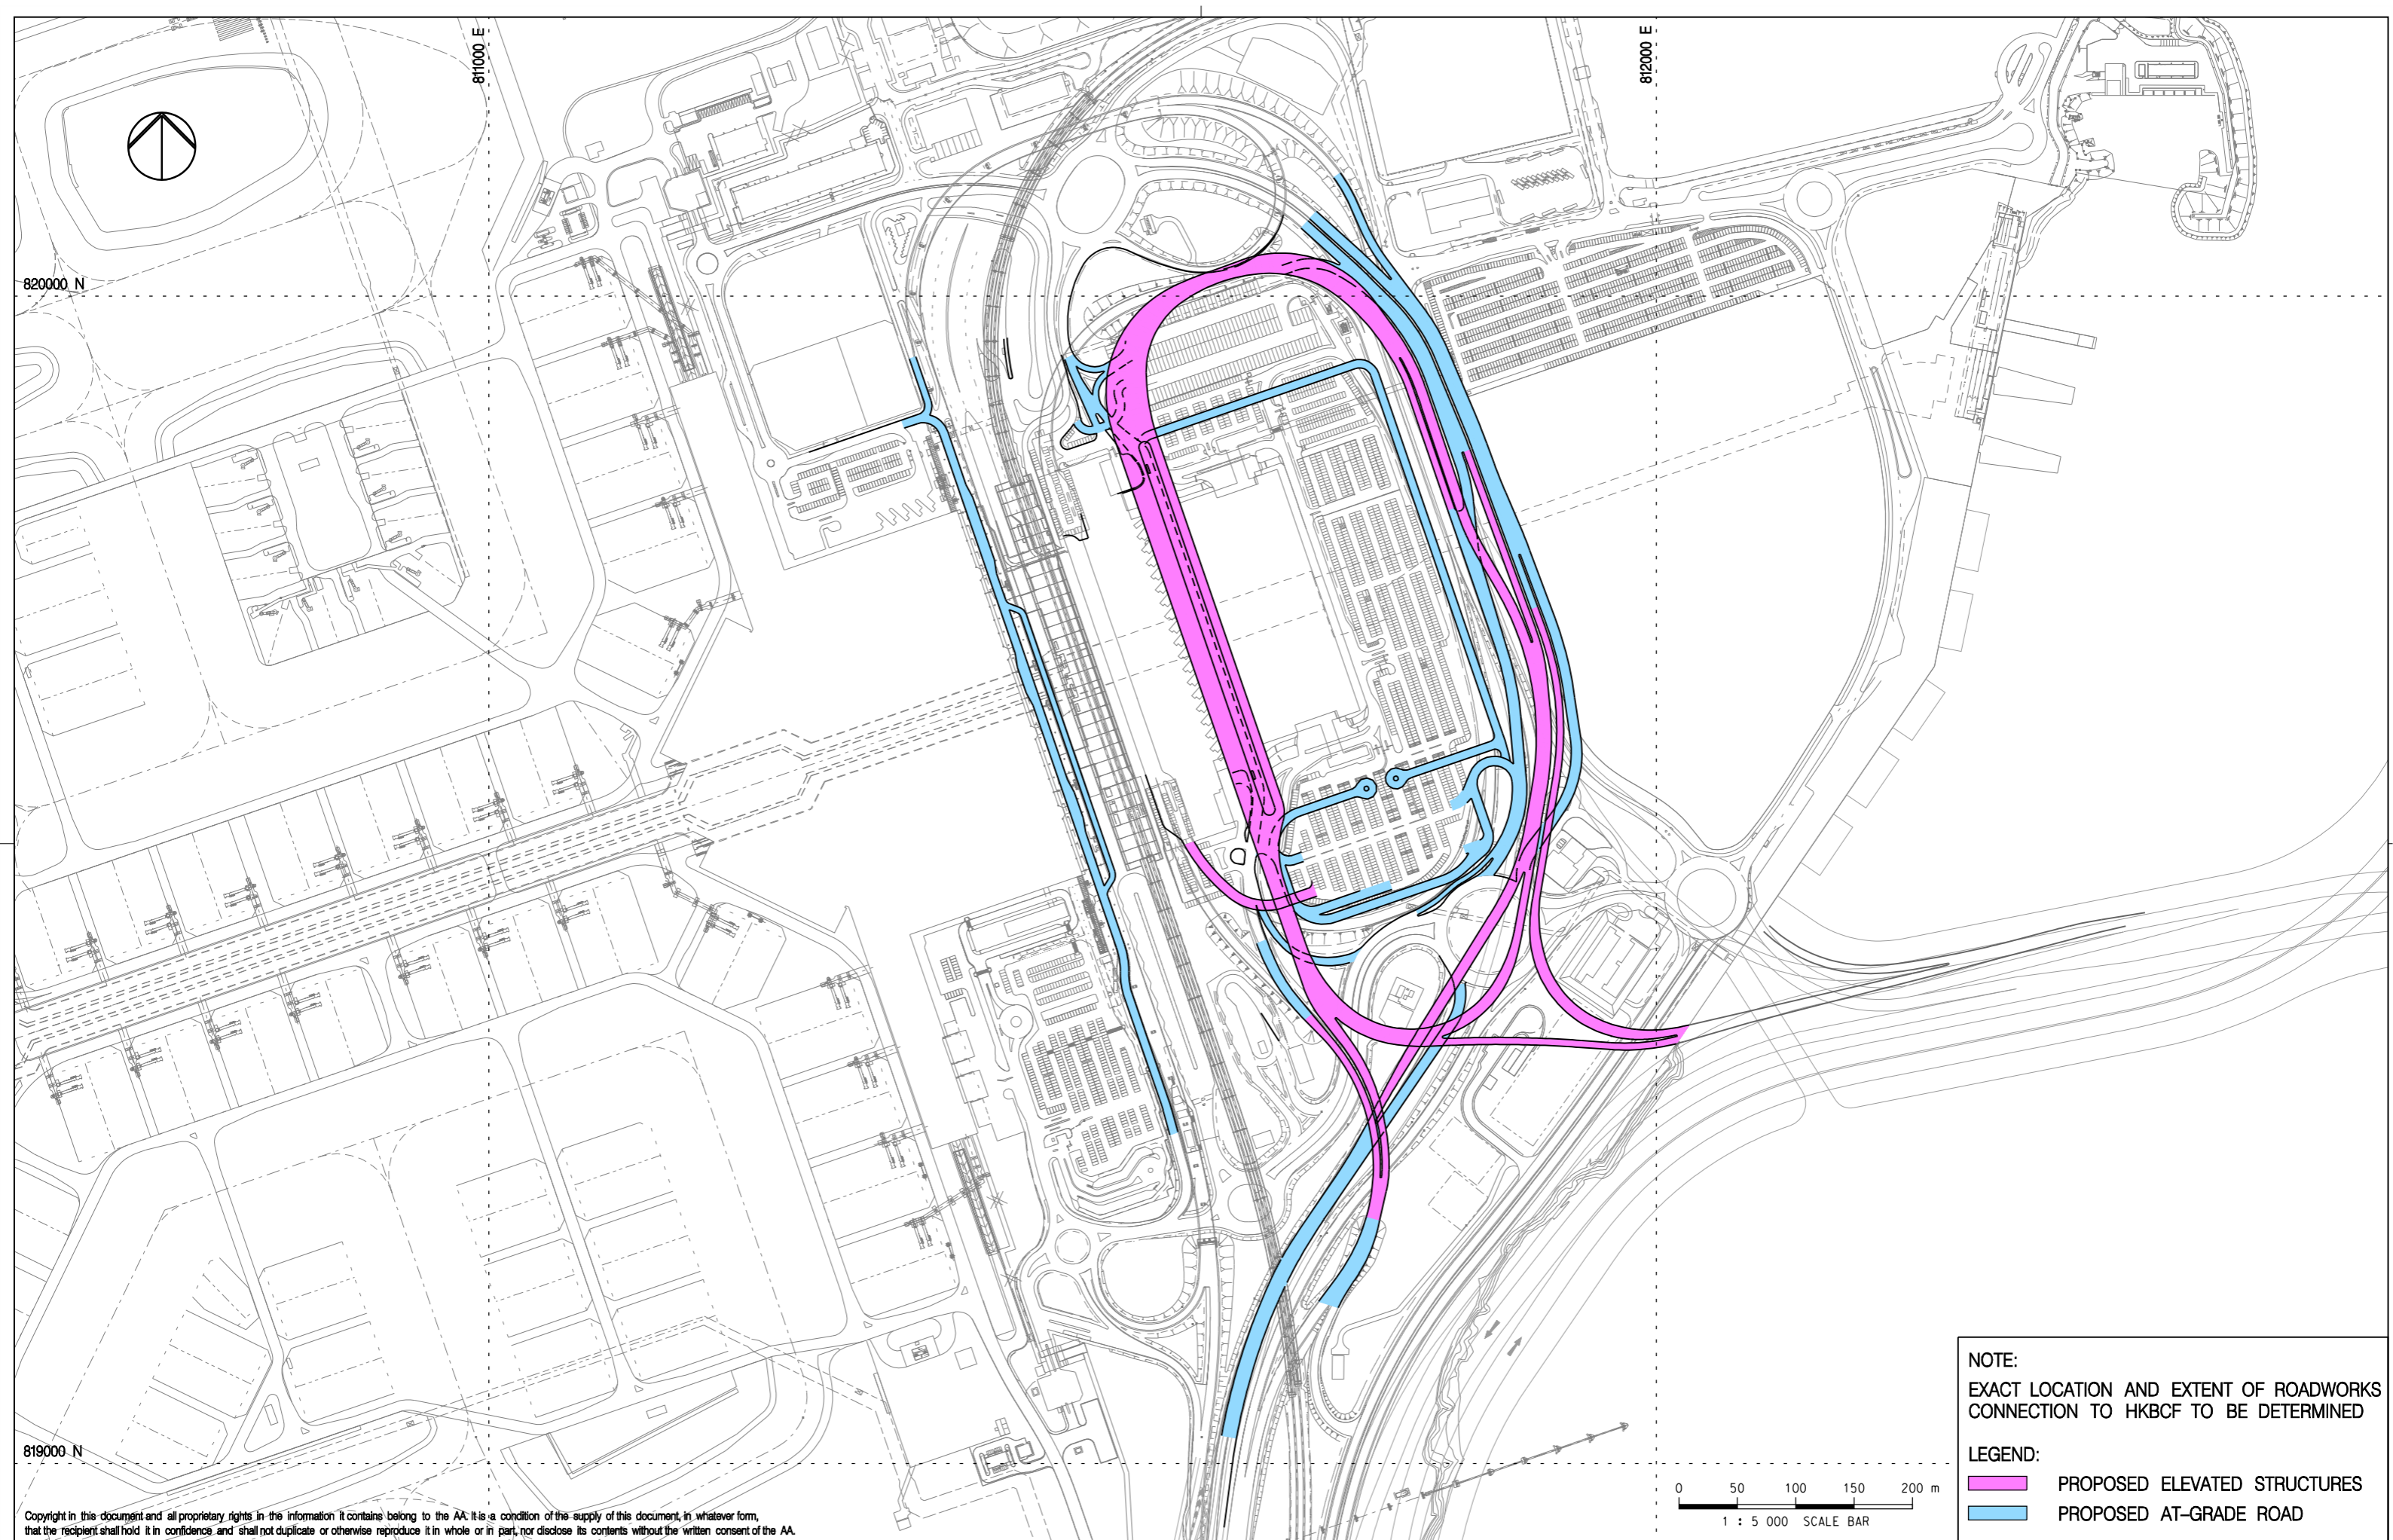 811000 E
812000 E
820000 N
819000 N
NOTE:
EXACT LOCATION AND EXTENT OF ROADWORKS
CONNECTION TO HKBCF TO BE DETERMINED
LEGEND:
PROPOSED ELEVATED STRUCTURES
PROPOSED AT-GRADE ROAD
0 50 100 150 200 m
1 : 5 000 SCALE BAR
Copyright in this document and all proprietary rights in the information it contains belong to the AA. It is a condition of the supply of this document, in whatever form,
that the recipient shall hold it in confidence and shall not duplicate or otherwise reproduce it in whole or in part, nor disclose its contents without the written consent of the AA.